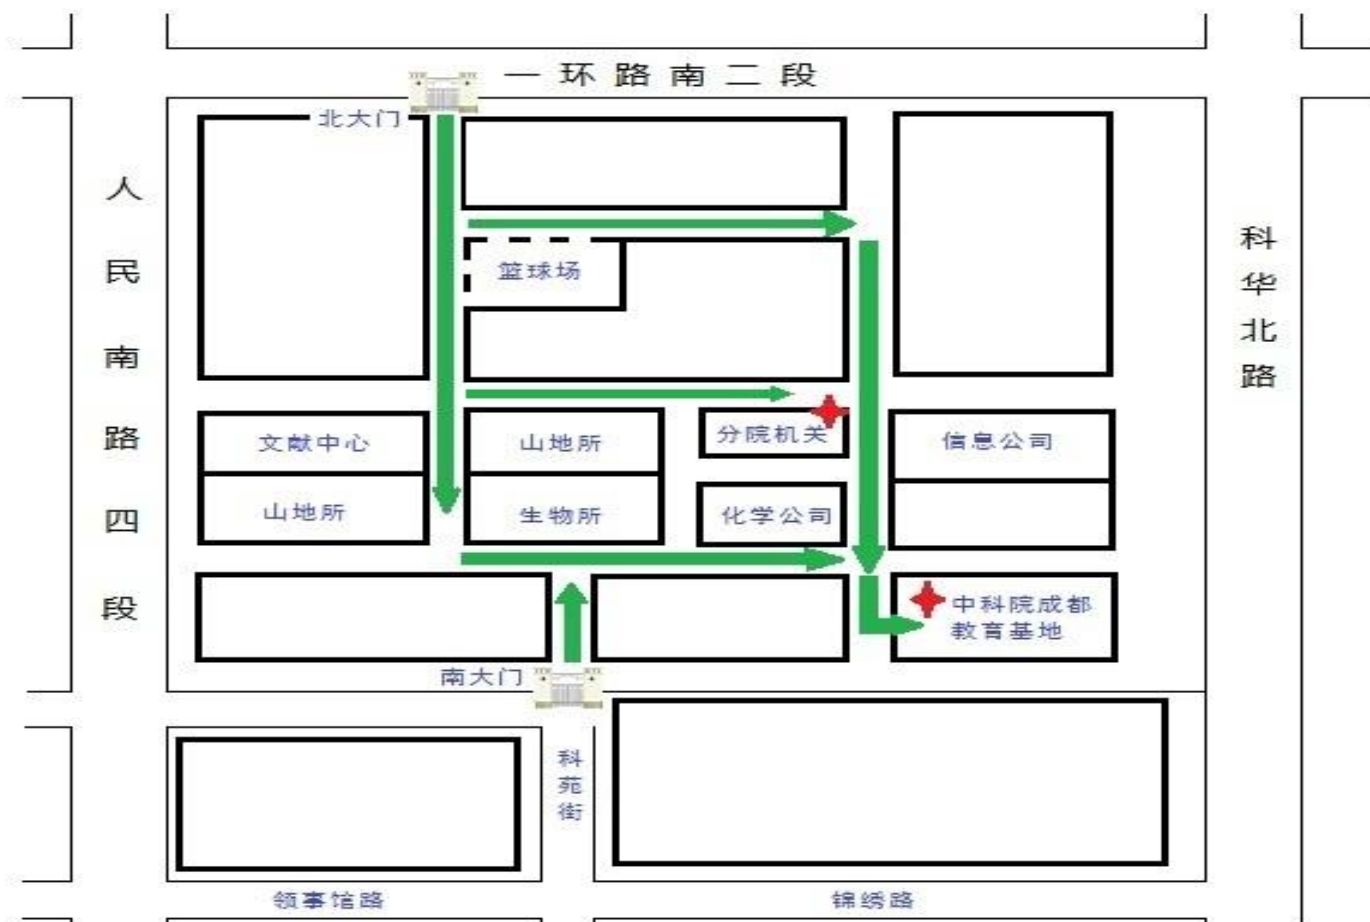 一环路南二段
北大门
人民南路四段
科华北路
篮球场
文献中心
山地所
分院机关
信息公司
山地所
生物所
化学公司
中科院成都
教育基地
南大门
科苑街
领事馆路
锦绣路